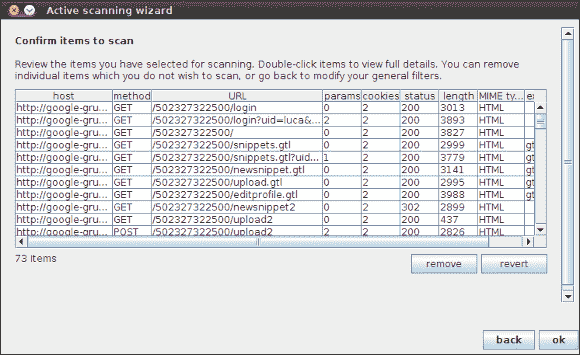 Active scanning wizard
Confirm items to scan
Review the items you have selected for scanning. Double-click items to view full details. You can remove
individual items which you do not wish to scan, or go back to modify your general filters.
host method URL params cookies status length MIME ty... ex
http://google-gru... GET /502327322500/login 0 2 200 3013 HTML
http://google-gru... GET /502327322500/login?uid=luca&... 2 2 200 3893 HTML
http://google-gru... GET /502327322500/ 0 2 200 3827 HTML
http://google-gru... GET /502327322500/snippets.gtl 0 2 200 2999 HTML gt
http://google-gru... GET /502327322500/snippets.gtl?uid... 1 2 200 3779 HTML gt
http://google-gru... GET /502327322500/newsnippet.gtl 0 2 200 3141 HTML gt
http://google-gru... GET /502327322500/upload.gtl 0 2 200 2995 HTML gt
http://google-gru... GET /502327322500/editprofile.gtl 0 2 200 3988 HTML gt
http://google-gru... GET /502327322500/newsnippet2 0 2 302 2899 HTML
http://google-gru... GET /502327322500/upload2 0 2 200 437 HTML
http://google-gru... POST /502327322500/upload2 2 2 200 2826 HTML
73 items
remove revert
back ok